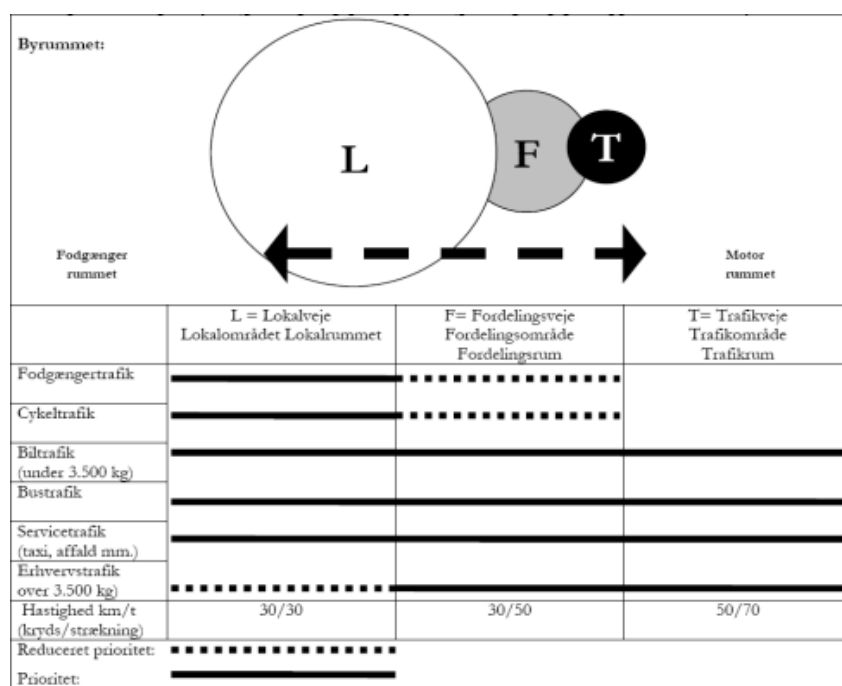 Byrummet:
L
F
T
Fodgænger
rummet
Motor
rummet
L = Lokalveje
Lokalområdet Lokalrummet
F= Fordelingsveje
Fordelingsområde
Fordelingsrum
T= Trafikveje
Trafikområde
Trafikrum
Fodgængertrafik
Cykeltrafik
Biltrafik
(under 3.500 kg)
Bustrafik
Servicetrafik
(taxi, affald mm.)
Erhvervstrafik
over 3.500 kg)
Hastighed km/t
(kryds/strækning)
30/30
30/50
50/70
Reduceret prioritet:
Prioritet: